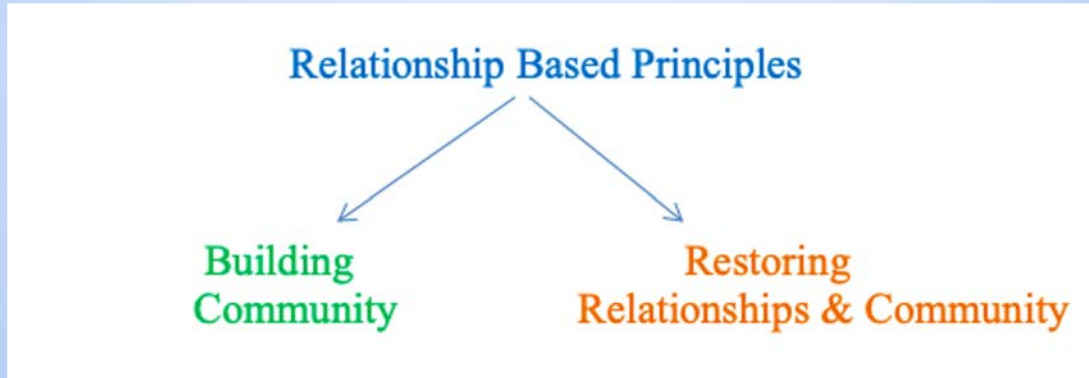 Relationship Based Principles
Building
Community
Restoring
Relationships & Community